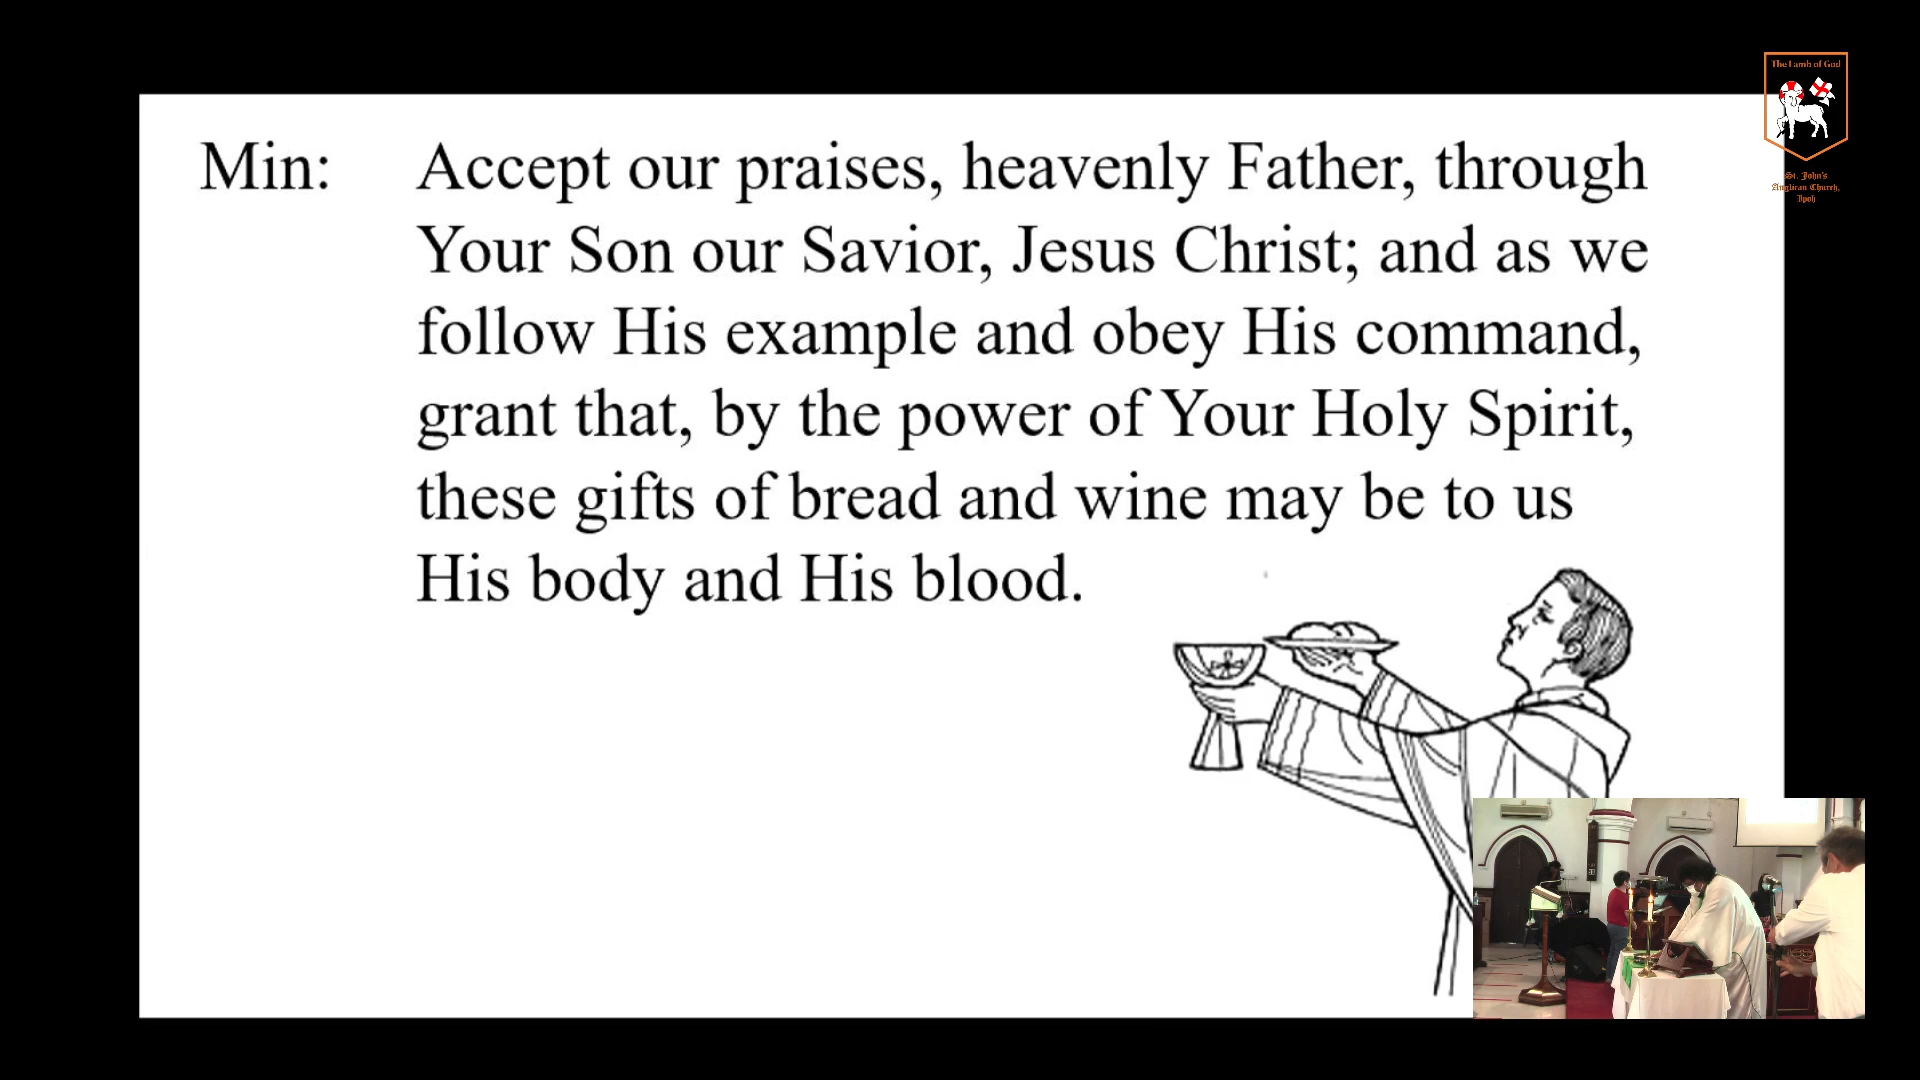 The Lamb of God
Min: Accept our praises, heavenly Father, through
Your Son our Savior, Jesus Christ; and as we
follow His example and obey His command,
grant that, by the power of Your Holy Spirit,
these gifts of bread and wine may be to us
His body and His blood.
St. John's
Anglican Church,
Ipoh